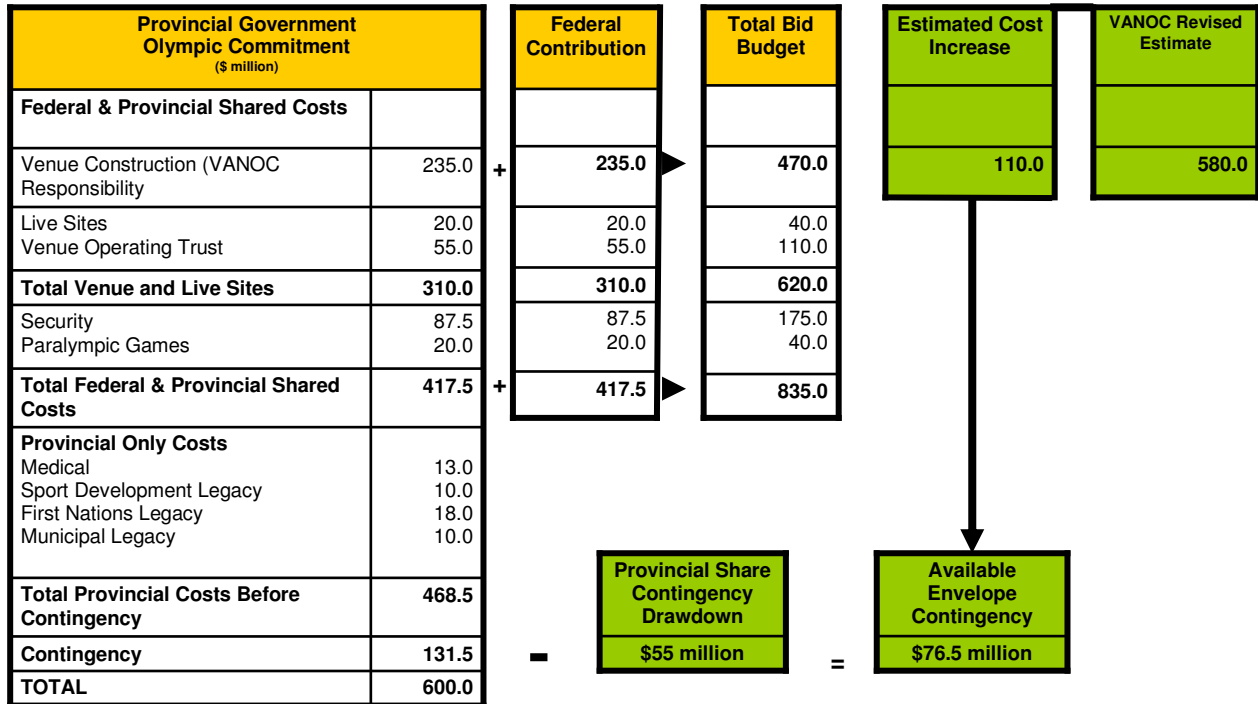 Provincial Government
Olympic Commitment
($ million)
Federal
Contribution
Total Bid
Budget
Estimated Cost
Increase
VANOC Revised
Estimate
Federal & Provincial Shared Costs
Venue Construction (VANOC
Responsibility
235.0 + 235.0 470.0 110.0 580.0
Live Sites 20.0 20.0 40.0
Venue Operating Trust 55.0 55.0 110.0
Total Venue and Live Sites 310.0 310.0 620.0
Security 87.5 87.5 175.0
Paralympic Games 20.0 20.0 40.0
Total Federal & Provincial Shared
Costs
417.5 + 417.5 835.0
Provincial Only Costs
Medical 13.0
Sport Development Legacy 10.0
First Nations Legacy 18.0
Municipal Legacy 10.0
Total Provincial Costs Before
Contingency
468.5
Contingency 131.5
TOTAL 600.0
-
Provincial Share
Contingency
Drawdown
$55 million
=
Available
Envelope
Contingency
$76.5 million